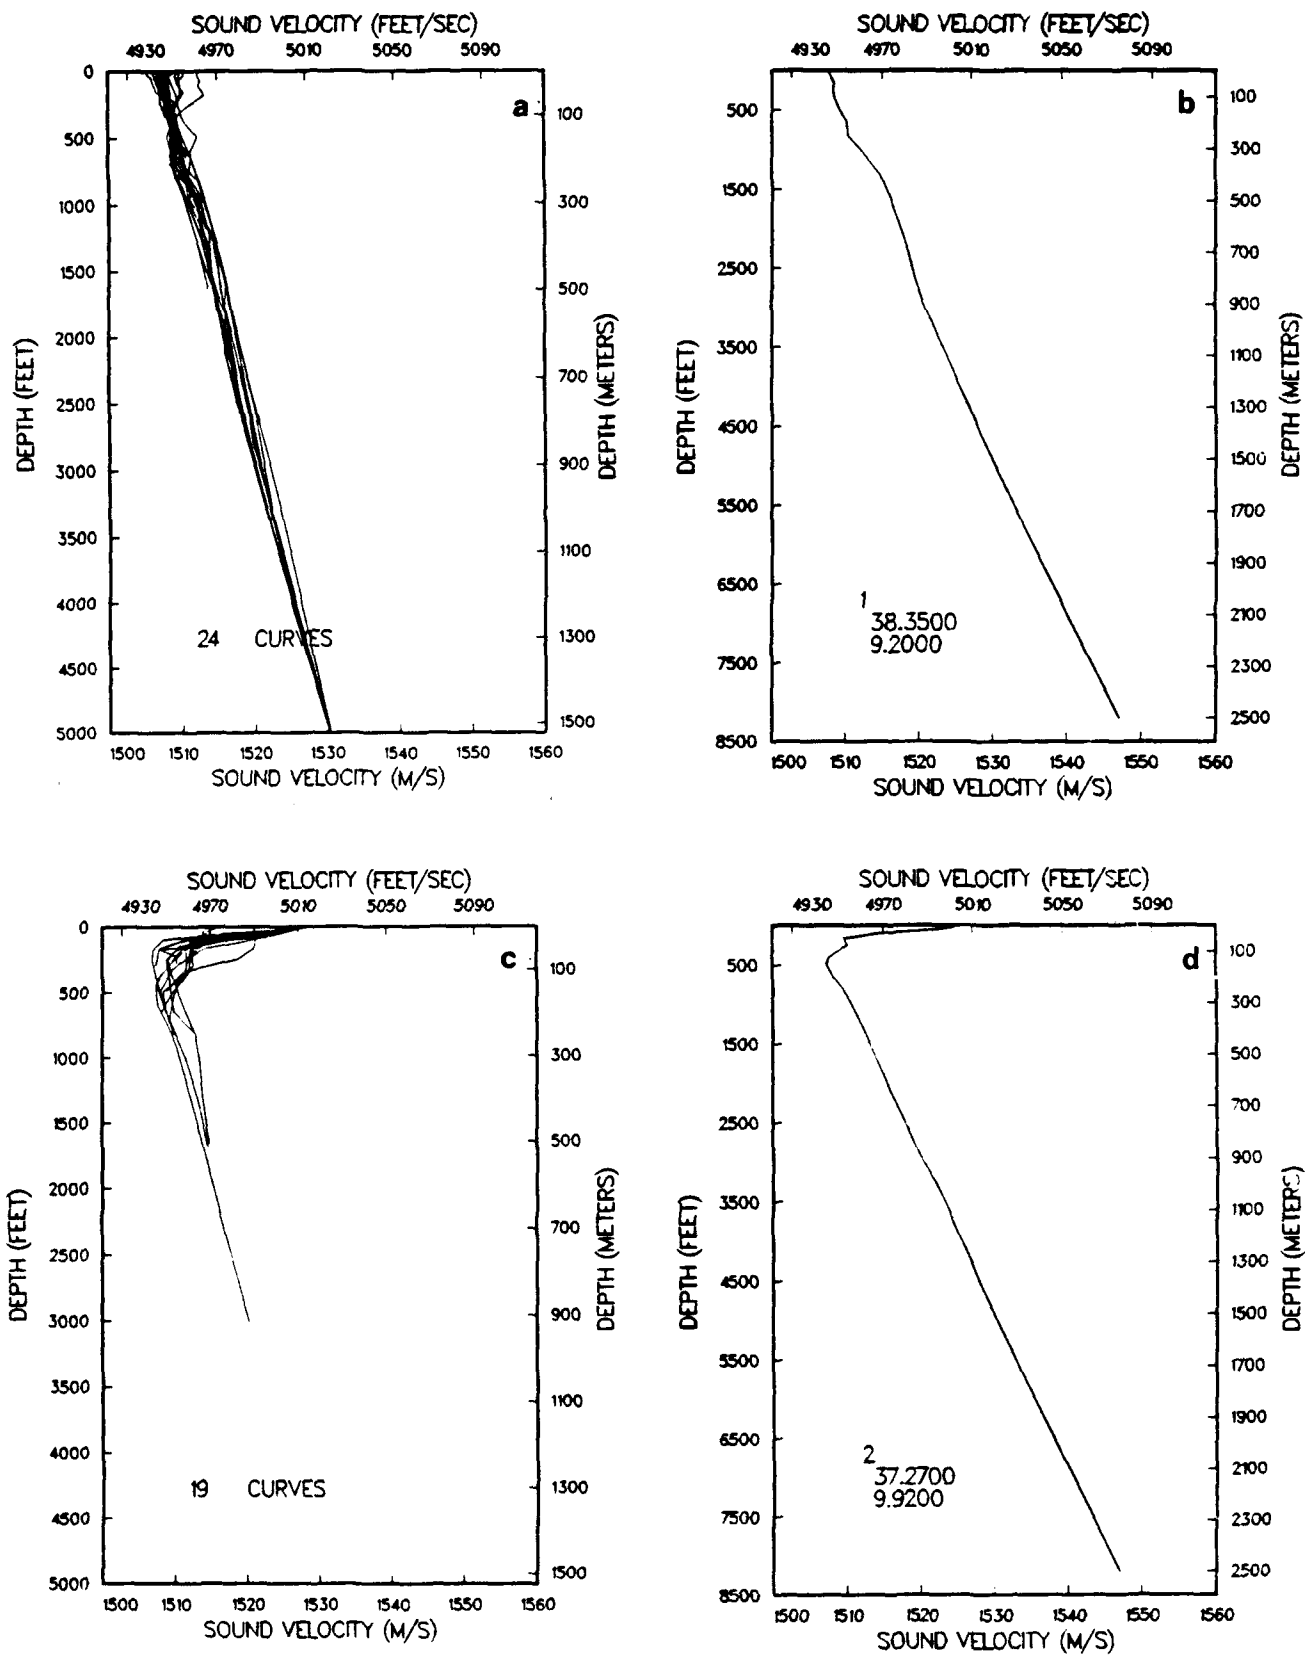 SOUND VELOCITY (FEET/SEC)
4930 4970 5010 5050 5090
a
0
500
1000
1500
2000
2500
3000
3500
4000
4500
5000
DEPTH (FEET)
100
300
500
700
900
1100
1300
1500
DEPTH (METERS)
24 CURVES
1500 1510 1520 1530 1540 1550 1560
SOUND VELOCITY (M/S)
SOUND VELOCITY (FEET/SEC)
4930 4970 5010 5050 5090
b
500
1500
2500
3500
4500
5500
6500
7500
8500
DEPTH (FEET)
100
300
500
700
900
1100
1300
1500
1700
1900
2100
2300
2500
DEPTH (METERS)
1
38.3500
9.2000
1500 1510 1520 1530 1540 1550 1560
SOUND VELOCITY (M/S)
SOUND VELOCITY (FEET/SEC)
4930 4970 5010 5050 5090
c
0
500
1000
1500
2000
2500
3000
3500
4000
4500
5000
DEPTH (FEET)
100
300
500
700
900
1100
1300
1500
DEPTH (METERS)
19 CURVES
1500 1510 1520 1530 1540 1550 1560
SOUND VELOCITY (M/S)
SOUND VELOCITY (FEET/SEC)
4930 4970 5010 5050 5090
d
500
1500
2500
3500
4500
5500
6500
7500
8500
DEPTH (FEET)
100
300
500
700
900
1100
1300
1500
1700
1900
2100
2300
2500
DEPTH (METERS)
2
37.2700
9.9200
1500 1510 1520 1530 1540 1550 1560
SOUND VELOCITY (M/S)